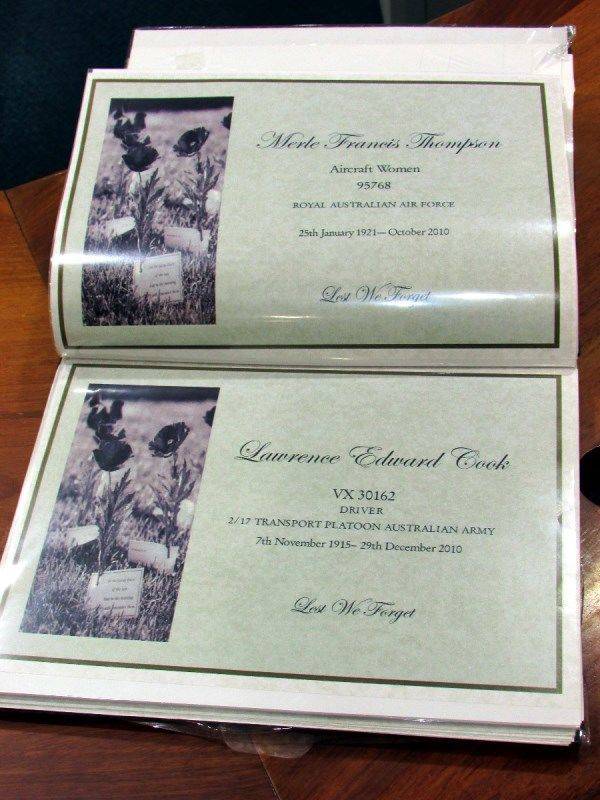 Merle Francis Thompson
Aircraft Women
95768
ROYAL AUSTRALIAN AIR FORCE
25th January 1921— October 2010
Lest We Forget
Lawrence Edward Cook
VX 30162
DRIVER
2/17 TRANSPORT PLATOON AUSTRALIAN ARMY
7th November 1915– 29th December 2010
Lest We Forget